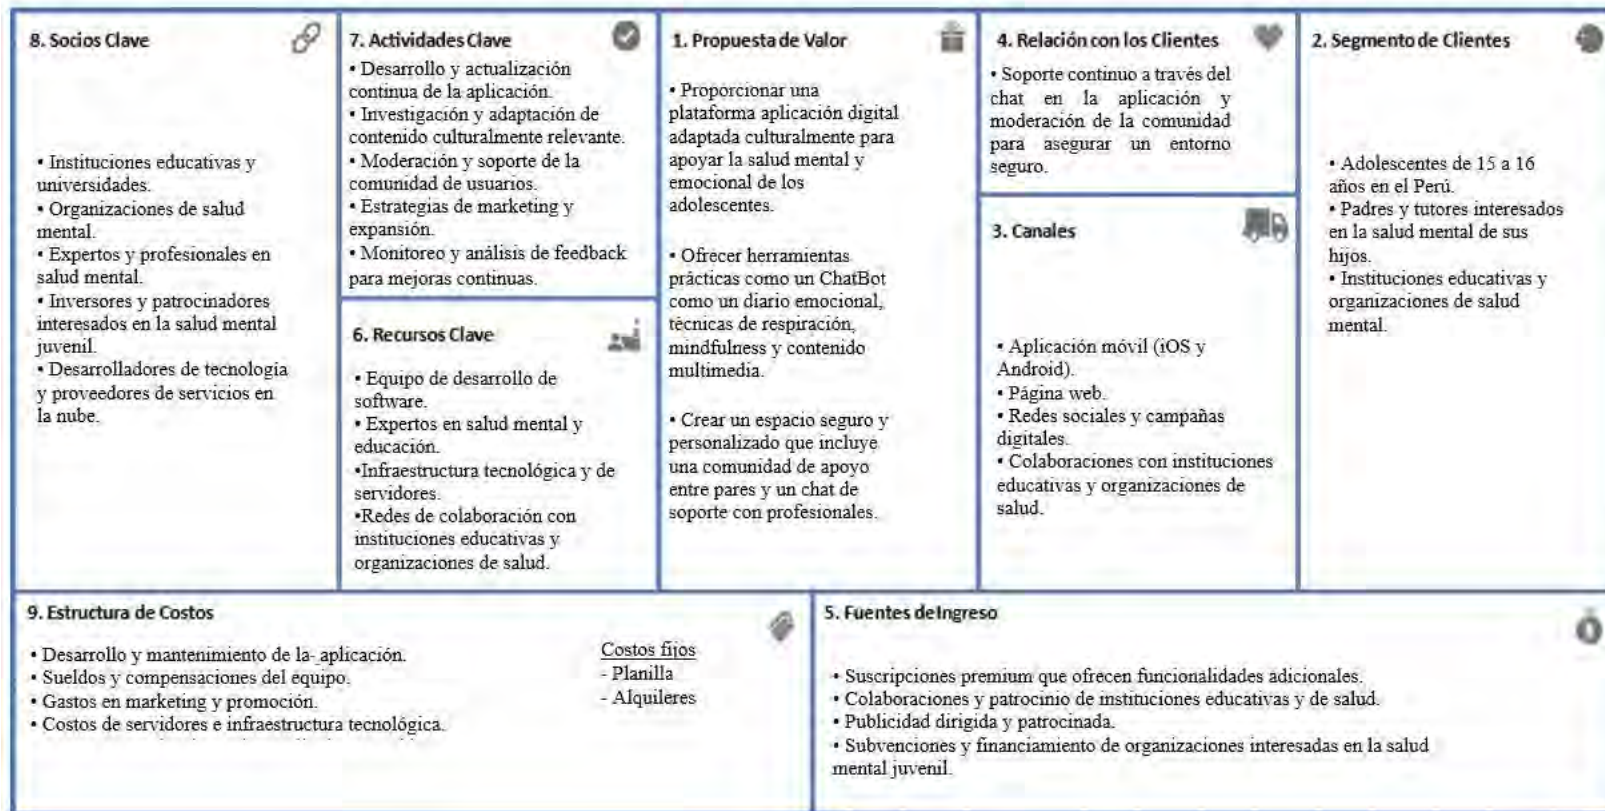 8. Socios Clave
• Instituciones educativas y
universidades.
• Organizaciones de salud
mental.
• Expertos y profesionales en
salud mental.
• Inversores y patrocinadores
interesados en la salud mental
juvenil.
• Desarrolladores de tecnología
y proveedores de servicios en
la nube.
7. Actividades Clave
• Desarrollo y actualización
continua de la aplicación.
• Investigación y adaptación de
contenido culturalmente relevante.
• Moderación y soporte de la
comunidad de usuarios.
• Estrategias de marketing y
expansión.
• Monitoreo y análisis de feedback
para mejoras continuas.
6. Recursos Clave
• Equipo de desarrollo de
software.
• Expertos en salud mental y
educación.
•Infraestructura tecnológica y de
servidores.
•Redes de colaboración con
instituciones educativas y
organizaciones de salud.
1. Propuesta de Valor
• Proporcionar una
plataforma aplicación digital
adaptada culturalmente para
apoyar la salud mental y
emocional de los
adolescentes.
• Ofrecer herramientas
prácticas como un ChatBot
como un diario emocional,
técnicas de respiración,
mindfulness y contenido
multimedia.
• Crear un espacio seguro y
personalizado que incluye
una comunidad de apoyo
entre pares y un chat de
soporte con profesionales.
4. Relación con los Clientes
• Soporte continuo a través del
chat en la aplicación y
moderación de la comunidad
para asegurar un entorno
seguro.
3. Canales
• Aplicación móvil (iOS y
Android).
• Página web.
• Redes sociales y campañas
digitales.
• Colaboraciones con instituciones
educativas y organizaciones de
salud.
2. Segmento de Clientes
• Adolescentes de 15 a 16
años en el Perú.
• Padres y tutores interesados
en la salud mental de sus
hijos.
• Instituciones educativas y
organizaciones de salud
mental.
9. Estructura de Costos
• Desarrollo y mantenimiento de la aplicación.
• Sueldos y compensaciones del equipo.
• Gastos en marketing y promoción.
• Costos de servidores e infraestructura tecnológica.
Costos fijos
- Planilla
- Alquileres
5. Fuentes de Ingreso
• Suscripciones premium que ofrecen funcionalidades adicionales.
• Colaboraciones y patrocinio de instituciones educativas y de salud.
• Publicidad dirigida y patrocinada.
• Subvenciones y financiamiento de organizaciones interesadas en la salud
mental juvenil.